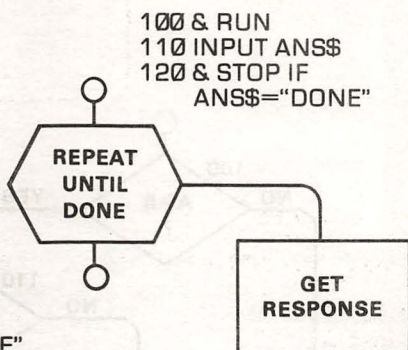 100 & RUN
110 INPUT ANS$
120 & STOP IF
ANS$="DONE"
REPEAT
UNTIL
DONE
GET
RESPONSE
E"